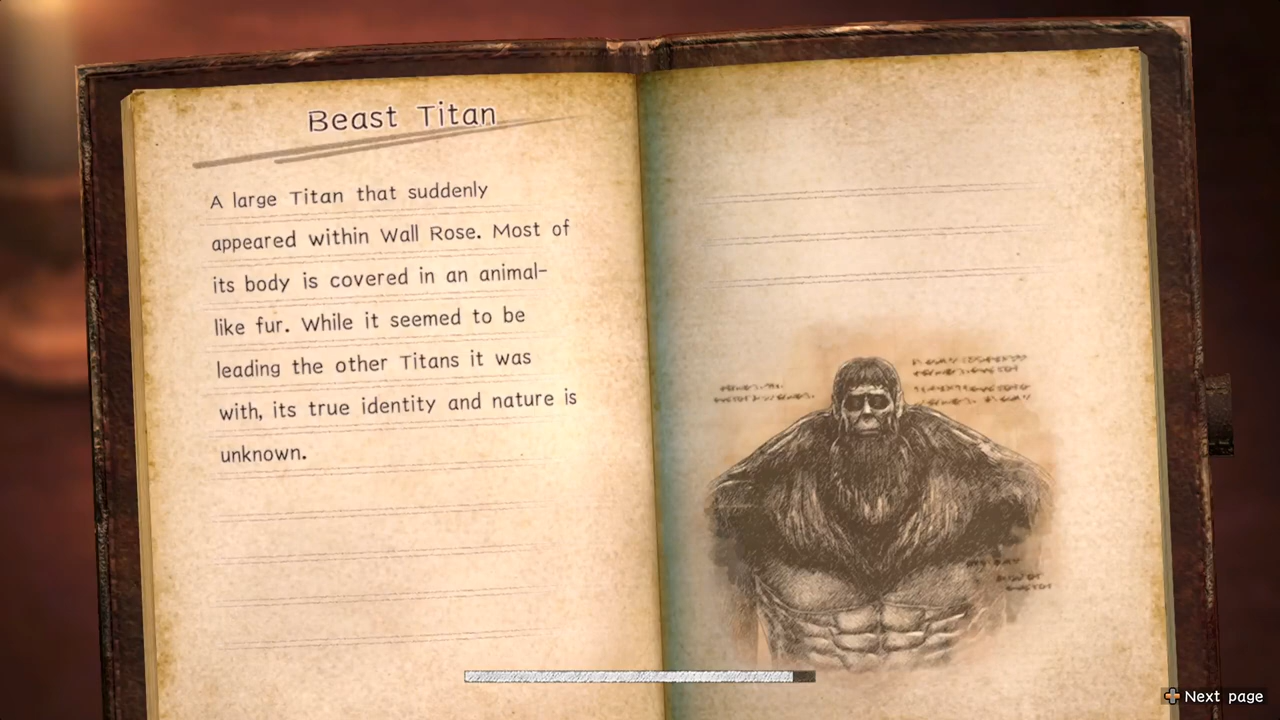 Beast Titan
A large Titan that suddenly
appeared within Wall Rose. Most of
its body is covered in an animal-
like fur. While it seemed to be
leading the other Titans it was
with, its true identity and nature is
unknown.
Next page